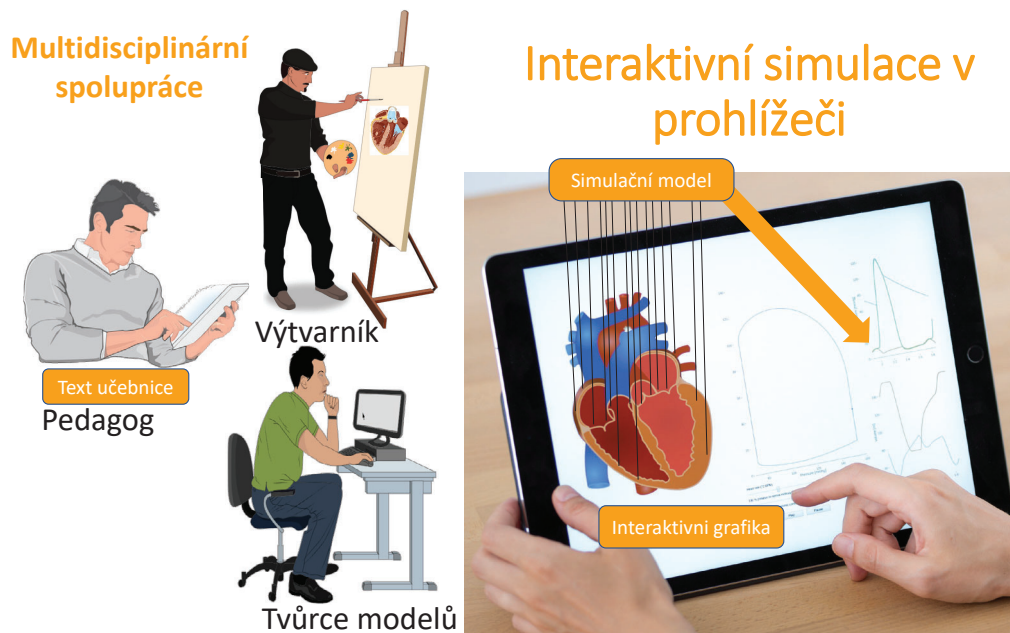 Multidisciplinární
spolupráce
Výtvarník
Text učebnice
Pedagog
Tvůrce modelů
Interaktivní simulace v
prohlížeči
Simulační model
Interaktivni grafika